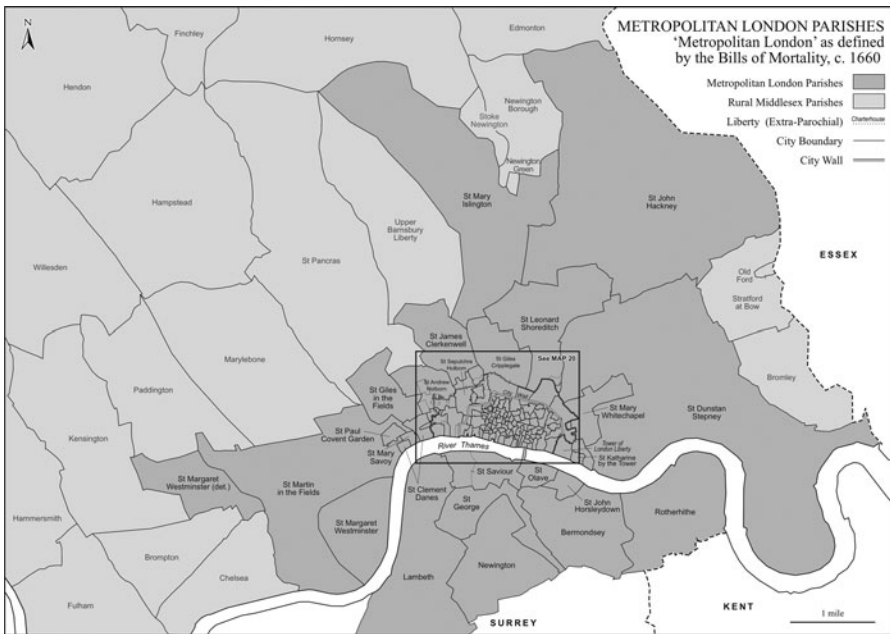 N
METROPOLITAN LONDON PARISHES
‘Metropolitan London’ as defined
by the Bills of Mortality, c. 1660
Metropolitan London Parishes
Rural Middlesex Parishes
Liberty (Extra-Parochial)
Charterhouse
City Boundary
City Wall
Finchley
Hornsey
Edmonton
Hendon
Stoke
Newington
Newington
Borough
Newington
Green
St Mary
Islington
St John
Hackney
Hampstead
Upper
Barnsbury
Liberty
St Pancras
Willesden
ESSEX
Old
Ford
Stratford
at Bow
St Leonard
Shoreditch
St James
Clerkenwell
See MAP 20
St Sepulchre
Holborn
St Giles
Cripplegate
Marylebone
Paddington
Bromley
St Giles
in the
Fields
St Andrew
Holborn
City Wall
St Mary
Whitechapel
St Dunstan
Stepney
Kensington
St Paul
Covent Garden
St Mary
Savoy
River Thames
Tower of
London Liberty
St Katharine
by the Tower
St Margaret
Westminster (det.)
St Martin
in the Fields
St Clement
Danes
St Saviour
St
Olave
St John
Horsleydown
St
George
St Margaret
Westminster
Bermondsey
Rotherhithe
Hammersmith
Brompton
Chelsea
Fulham
Lambeth
Newington
SURREY
KENT
1 mile